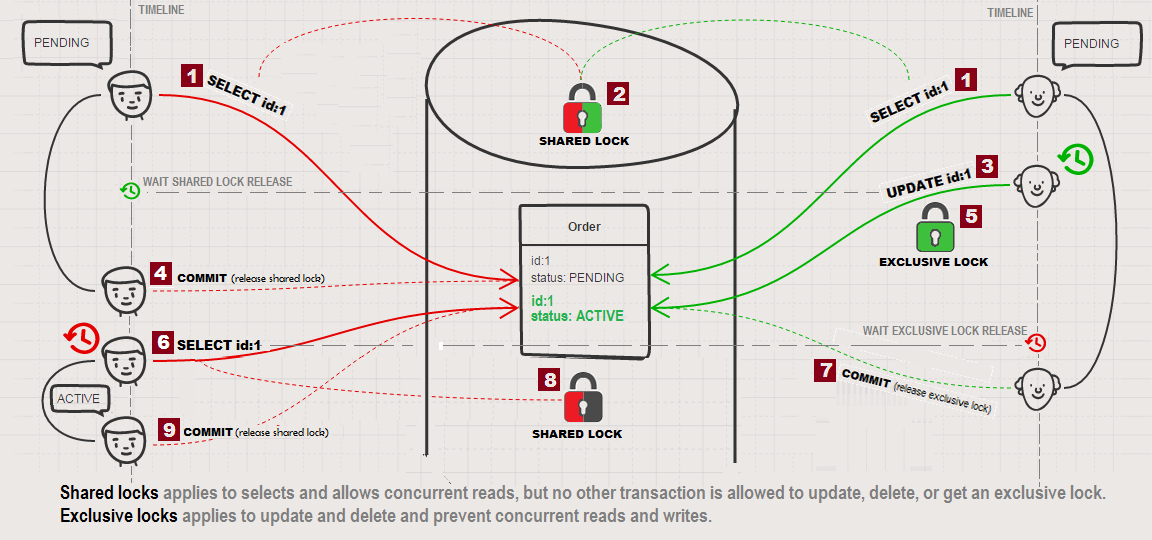 TIMELINE
TIMELINE
PENDING
PENDING
1 SELECT id:1
SELECT id:1 1
2
SHARED LOCK
WAIT SHARED LOCK RELEASE
UPDATE id:1 3
5
EXCLUSIVE LOCK
Order
id:1
status: PENDING
id:1
status: ACTIVE
4 COMMIT (release shared lock)
WAIT EXCLUSIVE LOCK RELEASE
6 SELECT id:1
7 COMMIT (release exclusive lock)
8
SHARED LOCK
ACTIVE
9 COMMIT (release shared lock)
Shared locks applies to selects and allows concurrent reads, but no other transaction is allowed to update, delete, or get an exclusive lock.
Exclusive locks applies to update and delete and prevent concurrent reads and writes.